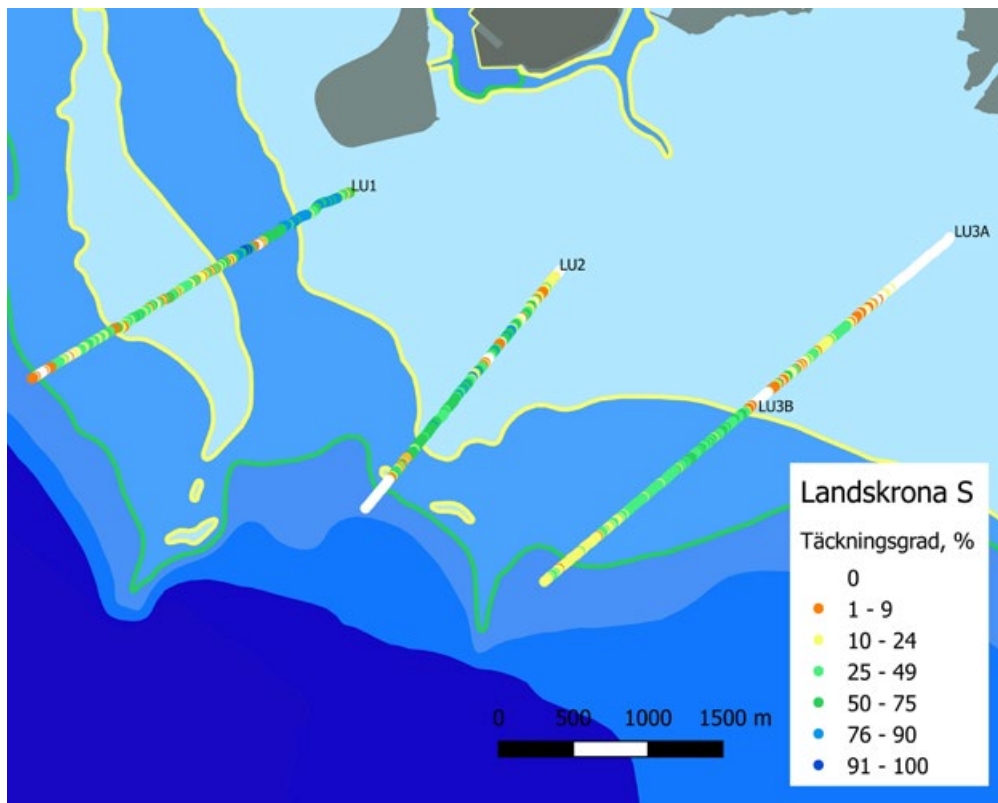 LU1
LU3A
LU2
LU3B
Landskrona S
Täckningsgrad, %
0
1 - 9
10 - 24
25 - 49
50 - 75
76 - 90
91 - 100
0 500 1000 1500 m